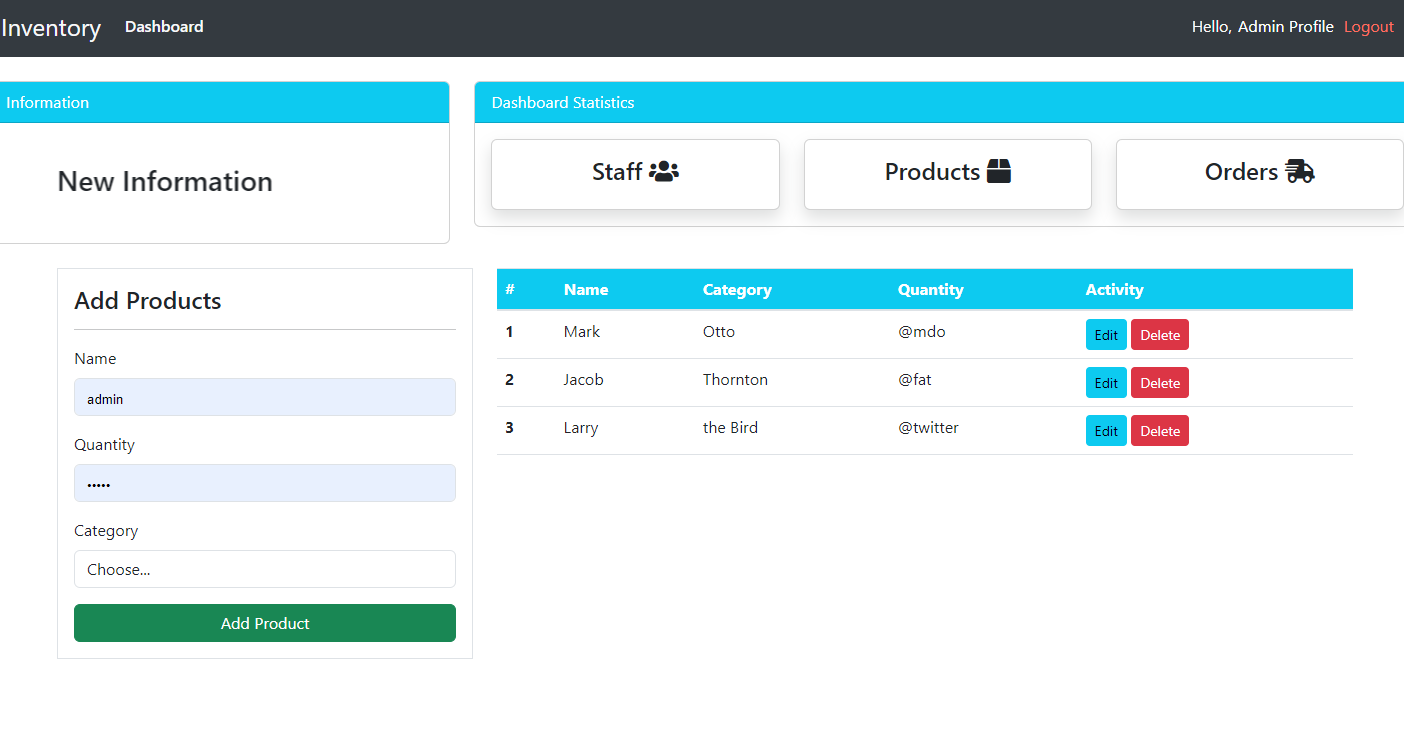 Inventory Dashboard Hello, Admin Profile Logout
Information
New Information
Dashboard Statistics
Staff Products Orders
Add Products
Name
admin
Quantity
•••••
Category
Choose...
Add Product
# Name Category Quantity Activity
1 Mark Otto @mdo Edit Delete
2 Jacob Thornton @fat Edit Delete
3 Larry the Bird @twitter Edit Delete